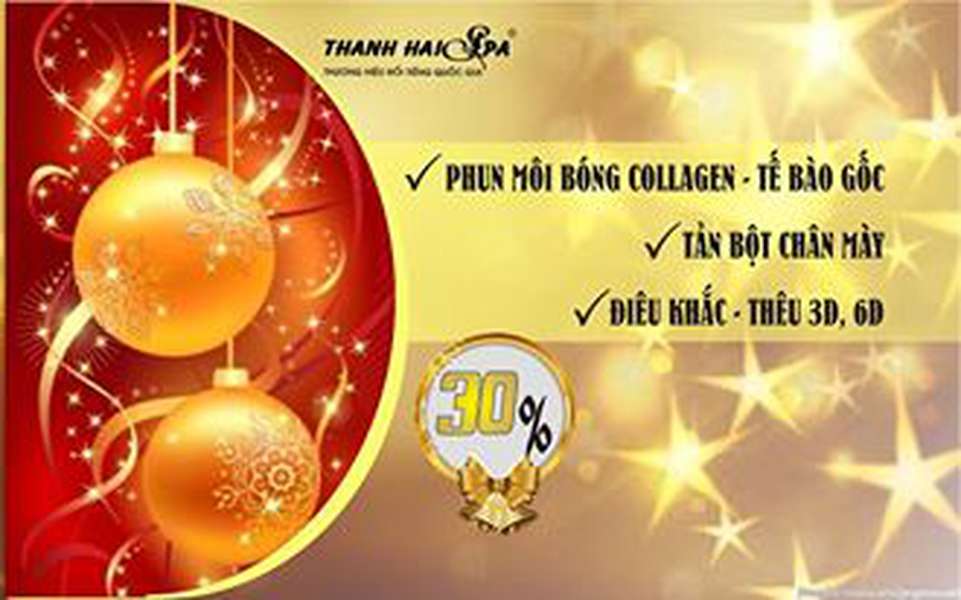 THANH HAI SPA
THƯƠNG HIỆU NỔI TIẾNG QUỐC GIA
✓ PHUN MÔI BÓNG COLLAGEN - TẾ BÀO GỐC
✓ TẢN BỘT CHÂN MÀY
✓ ĐIÊU KHẮC - THÊU 3D, 6D
30%